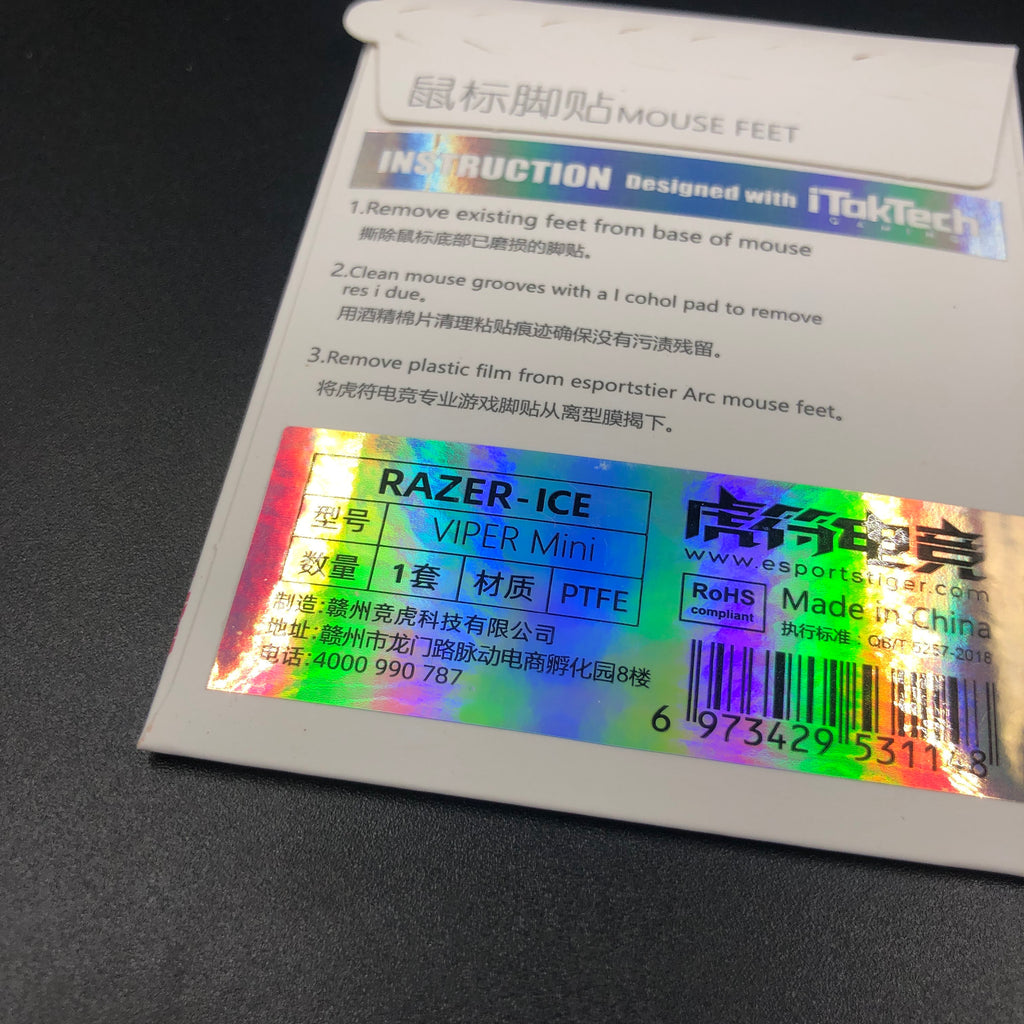 鼠标脚贴MOUSE FEET
INSTRUCTION Designed with iTakTech
GAMING
1.Remove existing feet from base of mouse
撕除鼠标底部已磨损的脚贴。
2.Clean mouse grooves with a l cohol pad to remove
res i due。
用酒精棉片清理粘贴痕迹确保没有污渍残留。
3.Remove plastic film from esportstier Arc mouse feet。
将虎符电竞专业游戏脚贴从离型膜揭下。
RAZER-ICE
型号 VIPER Mini
数量 1套 材质 PTFE
制造:赣州竞虎科技有限公司
地址:赣州市龙门路脉动电商孵化园8楼
电话:4000 990 787
虎符电竞
www.esportstiger.com
RoHS
compliant
Made in China
执行标准 QB/T 5257-2018
6 973429 531148